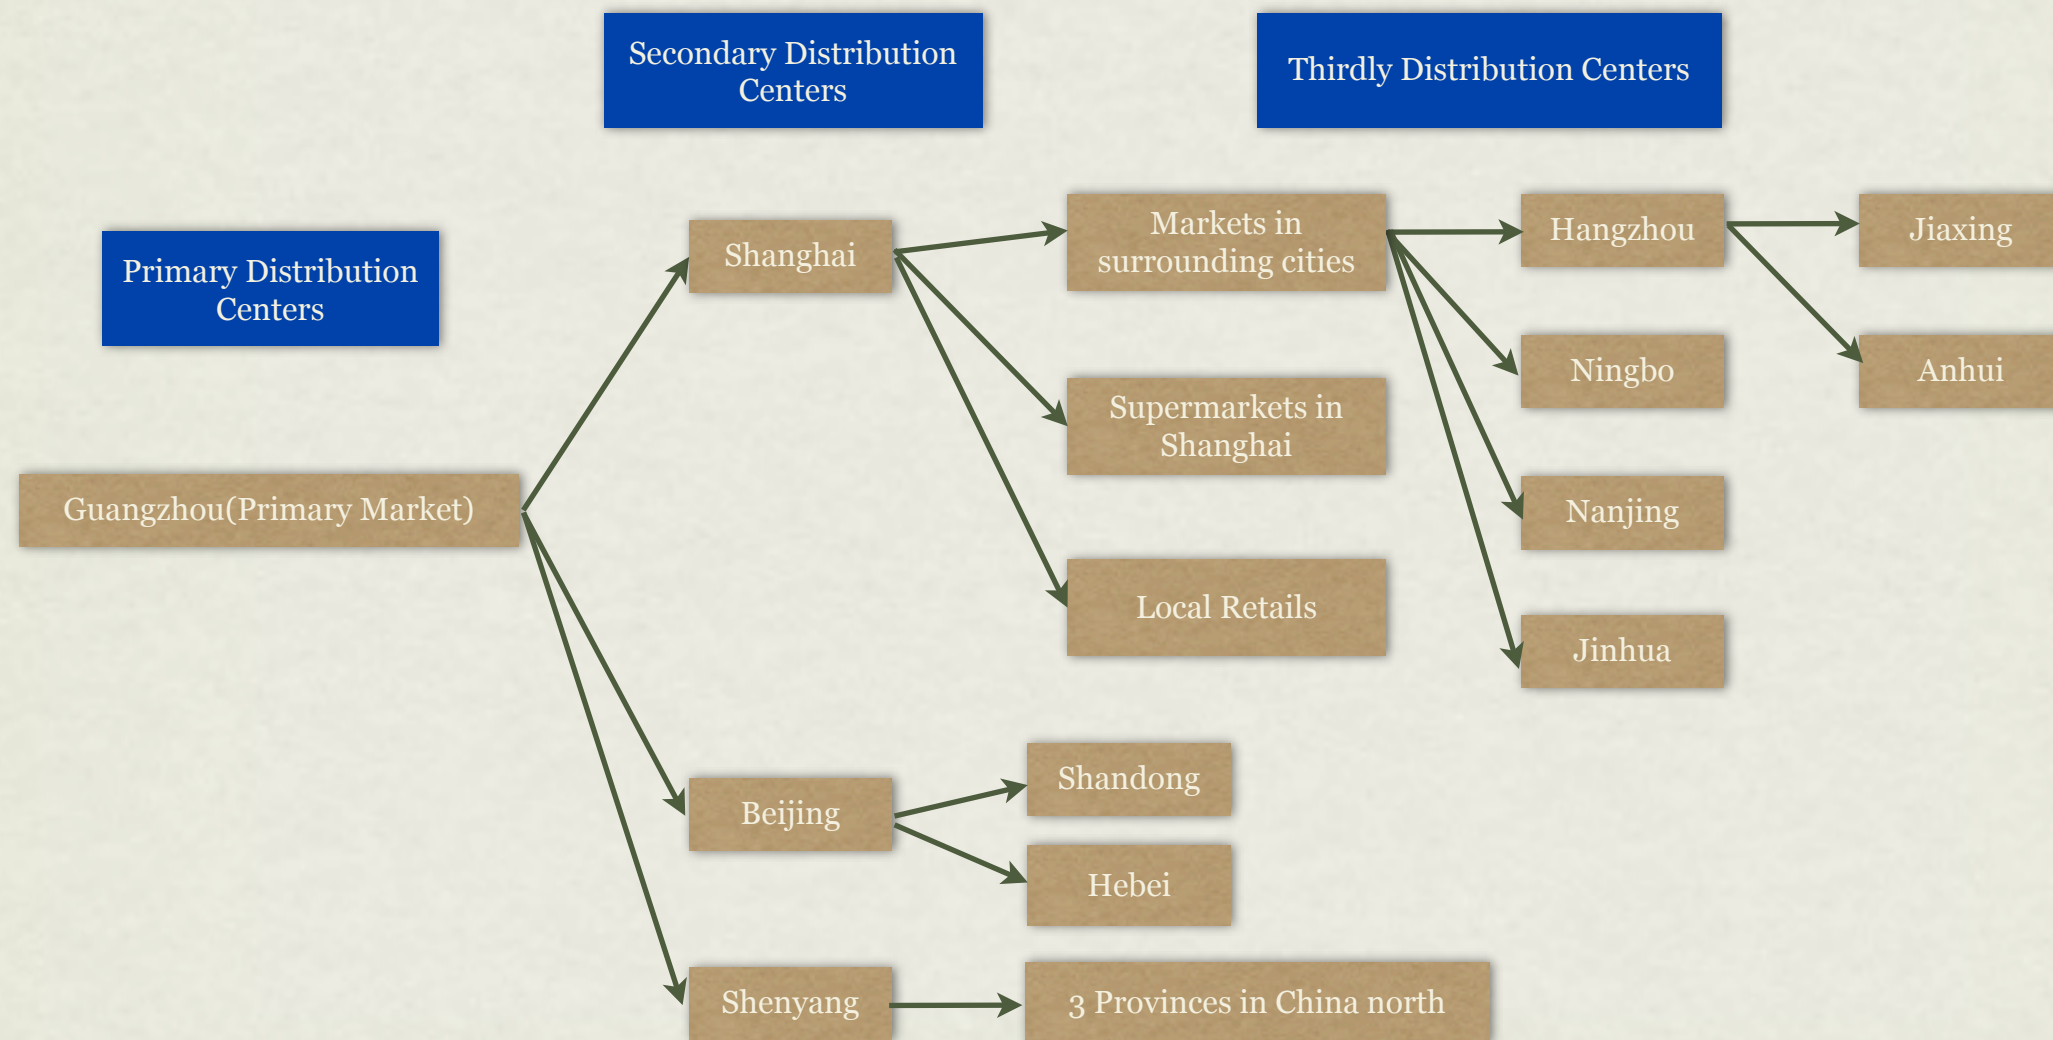 Secondary Distribution
Centers
Thirdly Distribution Centers
Primary Distribution
Centers
Guangzhou(Primary Market)
Shanghai
Markets in
surrounding cities
Hangzhou
Jiaxing
Ningbo
Anhui
Supermarkets in
Shanghai
Nanjing
Local Retails
Jinhua
Beijing
Shandong
Hebei
Shenyang
3 Provinces in China north